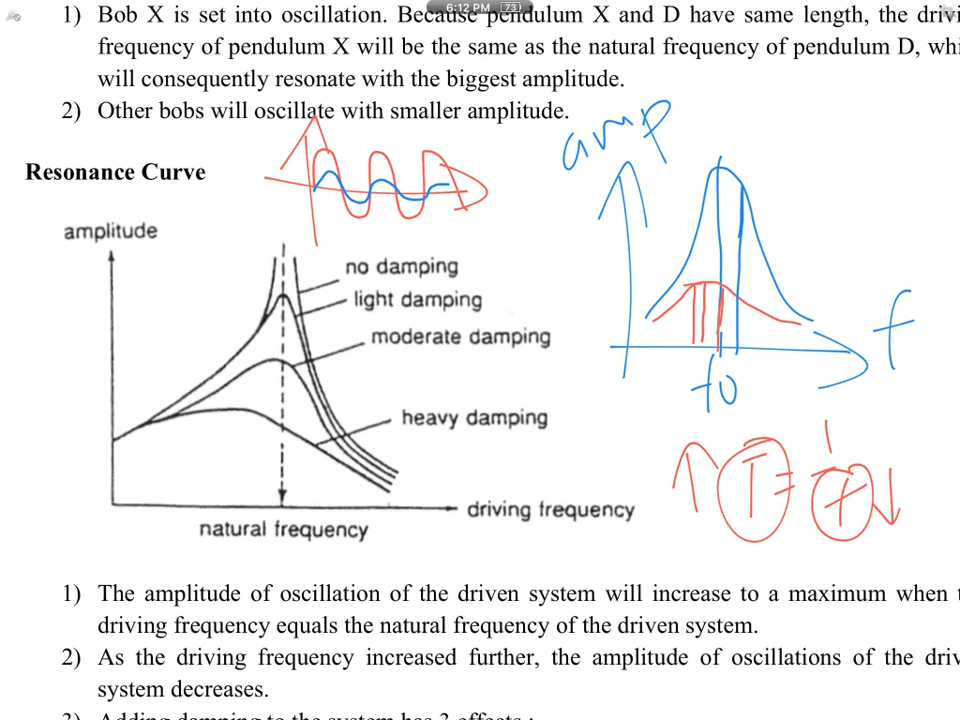 6:12 PM 73
1) Bob X is set into oscillation. Because pendulum X and D have same length, the
frequency of pendulum X will be the same as the natural frequency of pendulum D,
will consequently resonate with the biggest amplitude.
2) Other bobs will oscillate with smaller amplitude.
amp
Resonance Curve
amplitude
no damping
light damping
moderate damping
heavy damping
f
f0
T = 1
f
driving frequency
natural frequency
1) The amplitude of oscillation of the driven system will increase to a maximum when
driving frequency equals the natural frequency of the driven system.
2) As the driving frequency increased further, the amplitude of oscillations of the
system decreases.